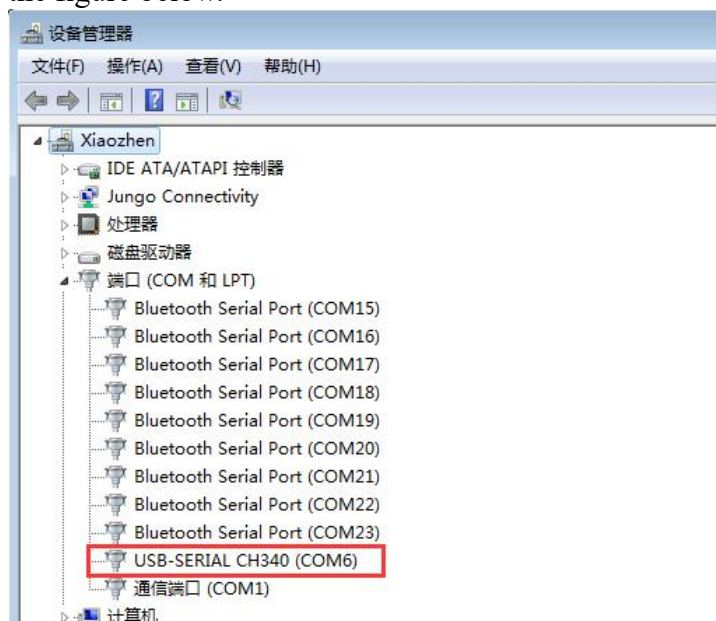 the figure below.
设备管理器
文件(F) 操作(A) 查看(V) 帮助(H)
Xiaozhen
IDE ATA/ATAPI 控制器
Jungo Connectivity
处理器
磁盘驱动器
端口 (COM 和 LPT)
Bluetooth Serial Port (COM15)
Bluetooth Serial Port (COM16)
Bluetooth Serial Port (COM17)
Bluetooth Serial Port (COM18)
Bluetooth Serial Port (COM19)
Bluetooth Serial Port (COM20)
Bluetooth Serial Port (COM21)
Bluetooth Serial Port (COM22)
Bluetooth Serial Port (COM23)
USB-SERIAL CH340 (COM6)
通信端口 (COM1)
计算机